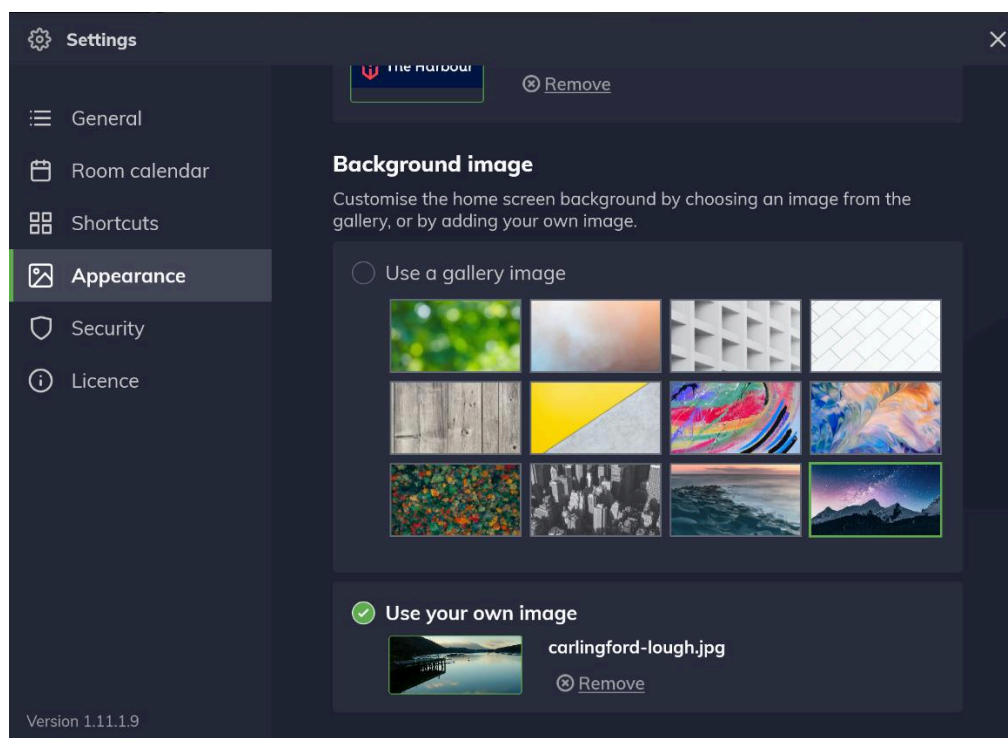 Settings
The Harbour
Remove
General
Room calendar
Shortcuts
Appearance
Security
Licence
Background image
Customise the home screen background by choosing an image from the
gallery, or by adding your own image.
Use a gallery image
Use your own image
carlingford-lough.jpg
Remove
Version 1.11.1.9